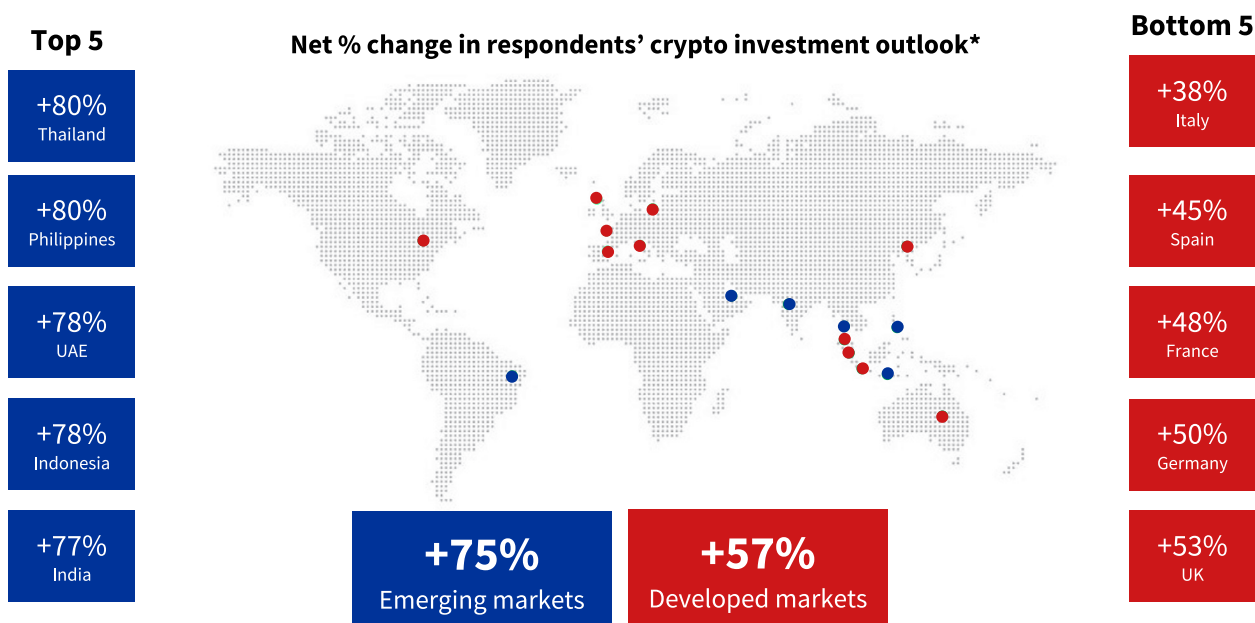 Top 5
+80%
Thailand
+80%
Philippines
+78%
UAE
+78%
Indonesia
+77%
India
Net % change in respondents’ crypto investment outlook*
+75%
Emerging markets
+57%
Developed markets
Bottom 5
+38%
Italy
+45%
Spain
+48%
France
+50%
Germany
+53%
UK